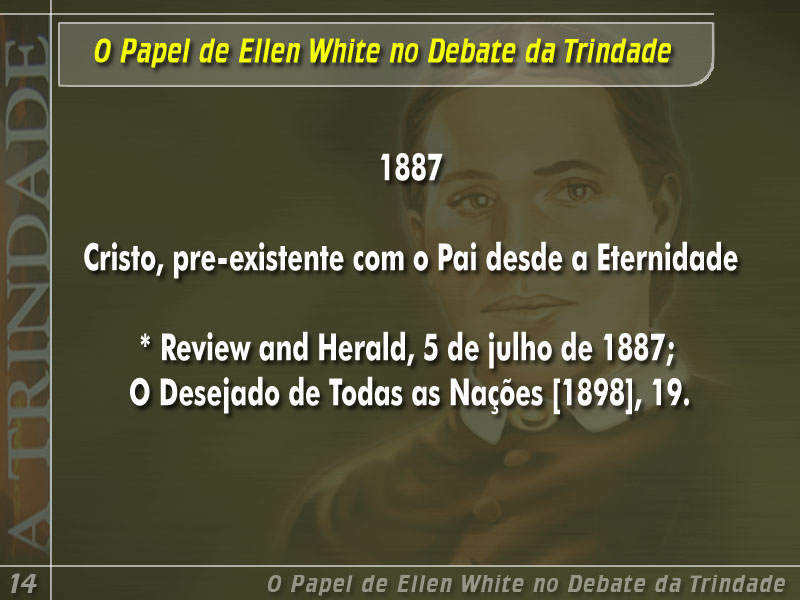 O Papel de Ellen White no Debate da Trindade
A TRINDADE
1887
Cristo, pre-existente com o Pai desde a Eternidade
* Review and Herald, 5 de julho de 1887;
O Desejado de Todas as Nações [1898], 19.
14
O Papel de Ellen White no Debate da Trindade